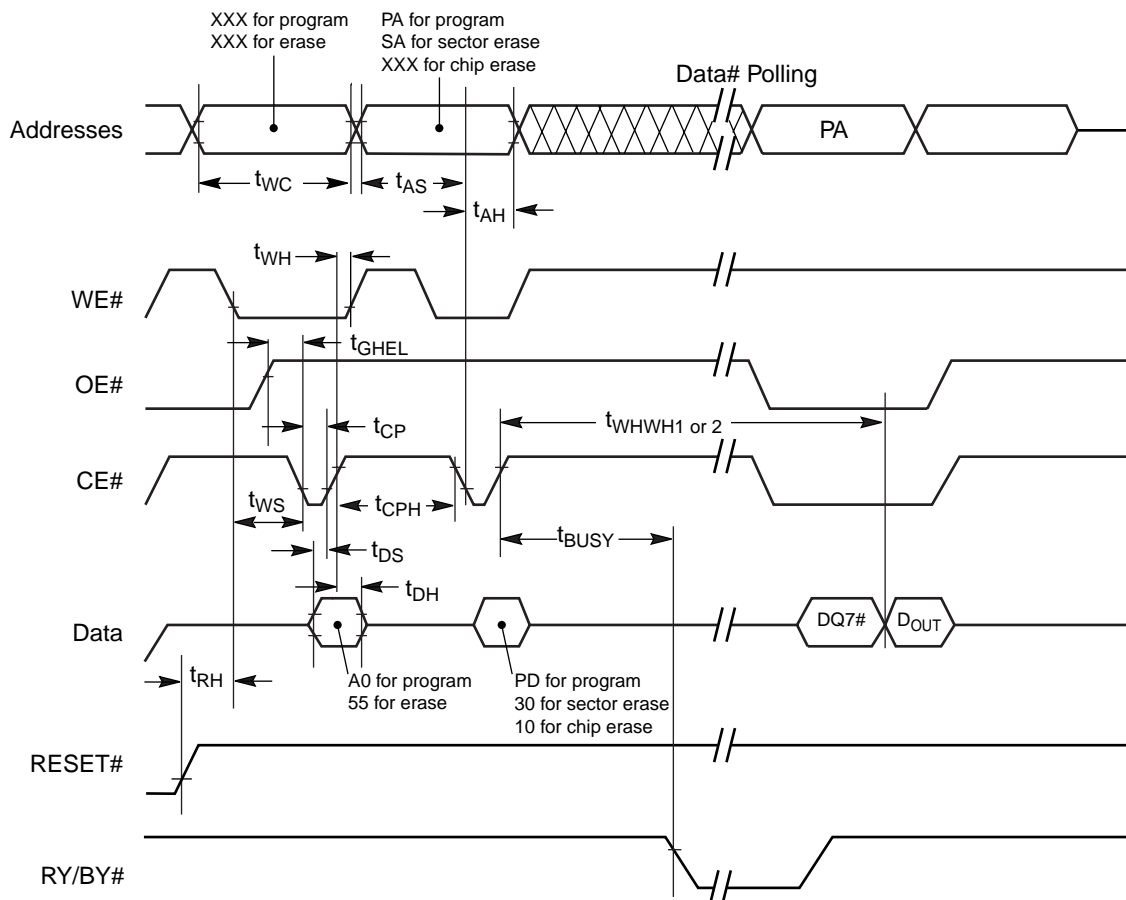 XXX for program
XXX for erase
PA for program
SA for sector erase
XXX for chip erase
Data# Polling
Addresses
PA
tWC
tAS
tAH
tWH
WE#
tGHEL
OE#
tWHWH1 or 2
tCP
CE#
tWS
tCPH
tBUSY
tDS
tDH
Data
DQ7#
DOUT
tRH
A0 for program
55 for erase
PD for program
30 for sector erase
10 for chip erase
RESET#
RY/BY#